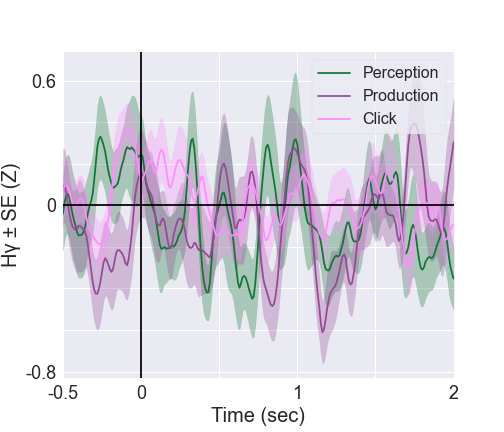 Perception
Production
Click
Hγ ± SE (Z)
0.6
0
-0.8
-0.5
0
1
2
Time (sec)